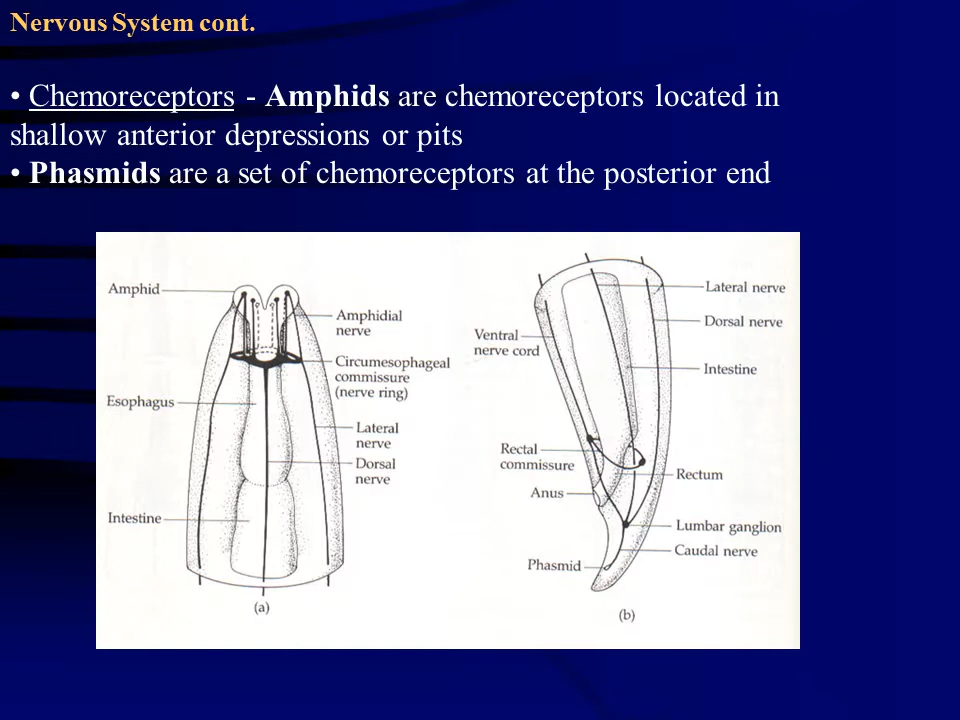 Nervous System cont.
• Chemoreceptors - Amphids are chemoreceptors located in
shallow anterior depressions or pits
• Phasmids are a set of chemoreceptors at the posterior end
Amphid
Amphidial
nerve
Circumesophageal
commissure
(nerve ring)
Esophagus
Lateral
nerve
Dorsal
nerve
Intestine
(a)
Lateral nerve
Dorsal nerve
Ventral
nerve cord
Intestine
Rectal
commissure
Rectum
Anus
Lumbar ganglion
Caudal nerve
Phasmid
(b)